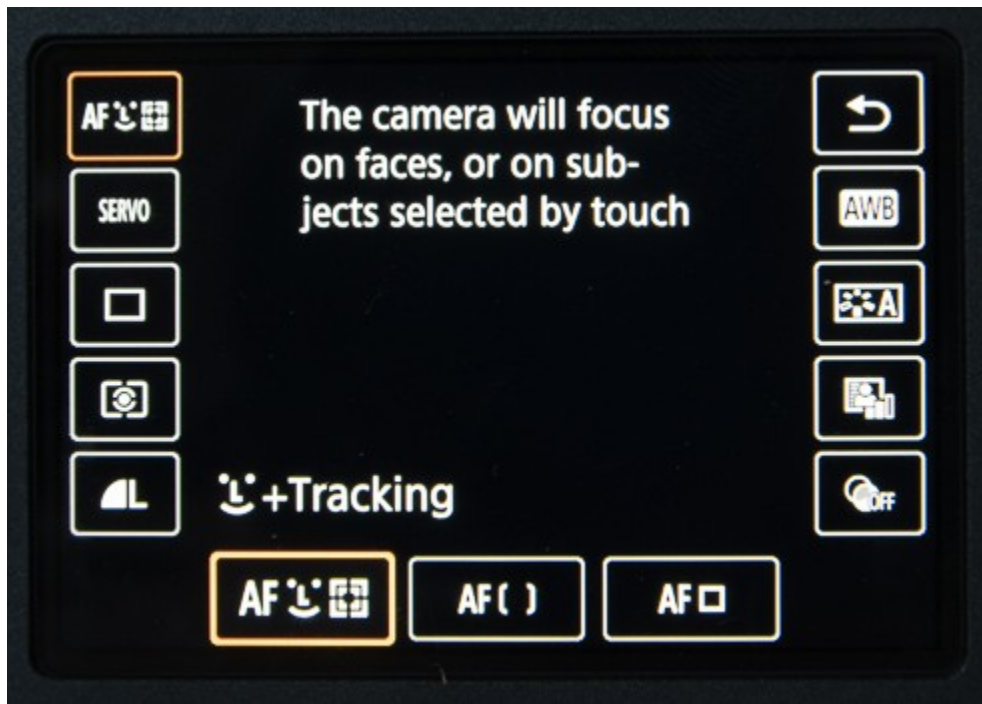 AF
The camera will focus
on faces, or on sub-
jects selected by touch
SERVO
AWB
A
L
+Tracking
OFF
AF
AF( )
AF